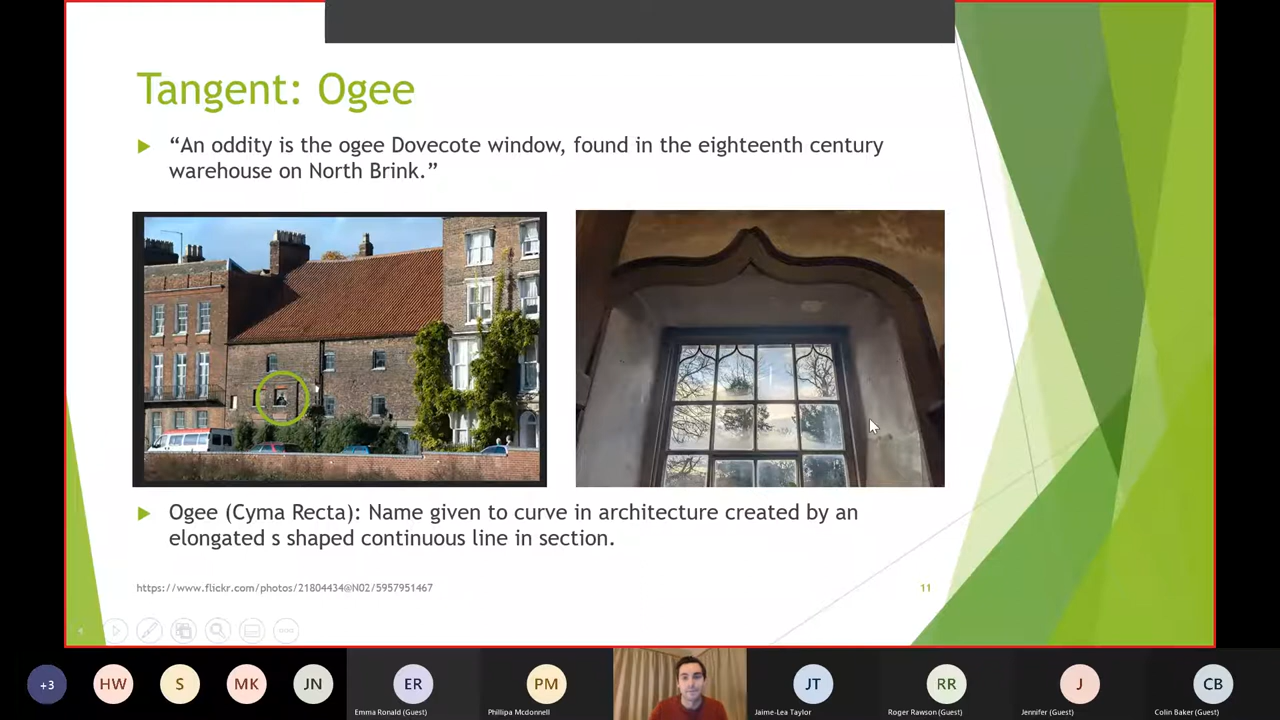 Tangent: Ogee
“An oddity is the ogee Dovecote window, found in the eighteenth century
warehouse on North Brink.”
Ogee (Cyma Recta): Name given to curve in architecture created by an
elongated s shaped continuous line in section.
https://www.flickr.com/photos/21804434@N02/5957951467
11
+3
HW
S
MK
JN
ER
PM
JT
RR
J
CB
Emma Ronald (Guest)
Phillipa Mcdonnell
Jaime-Lea Taylor
Roger Rawson (Guest)
Jennifer (Guest)
Colin Baker (Guest)